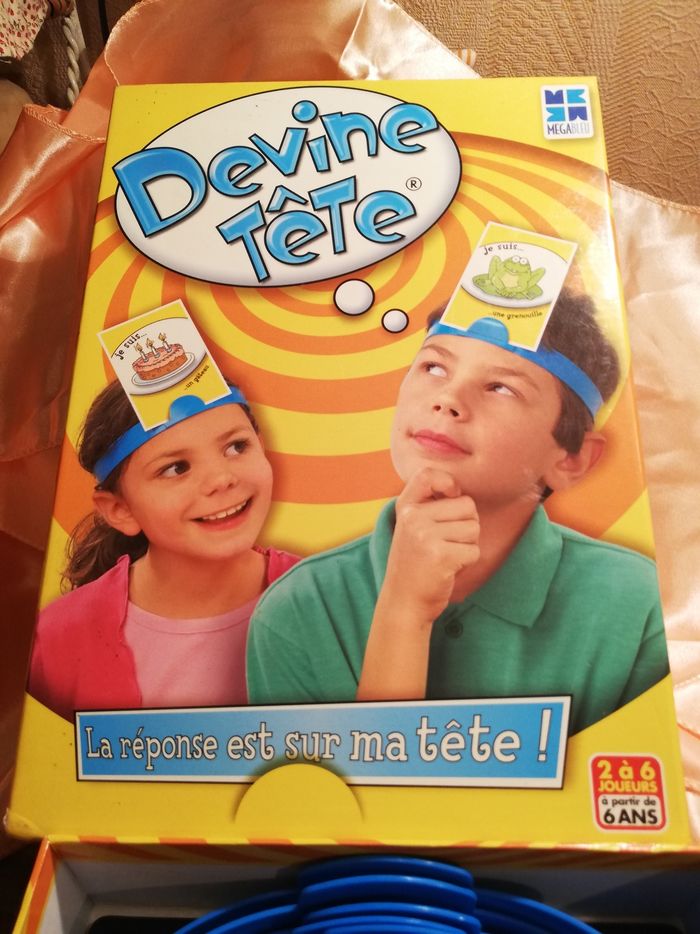 Devine
Tête®
MEGABLEU
je suis...
...une grenouille
je suis...
...un gâteau
La réponse est sur ma tête !
2 à 6
JOUEURS
à partir de
6 ANS